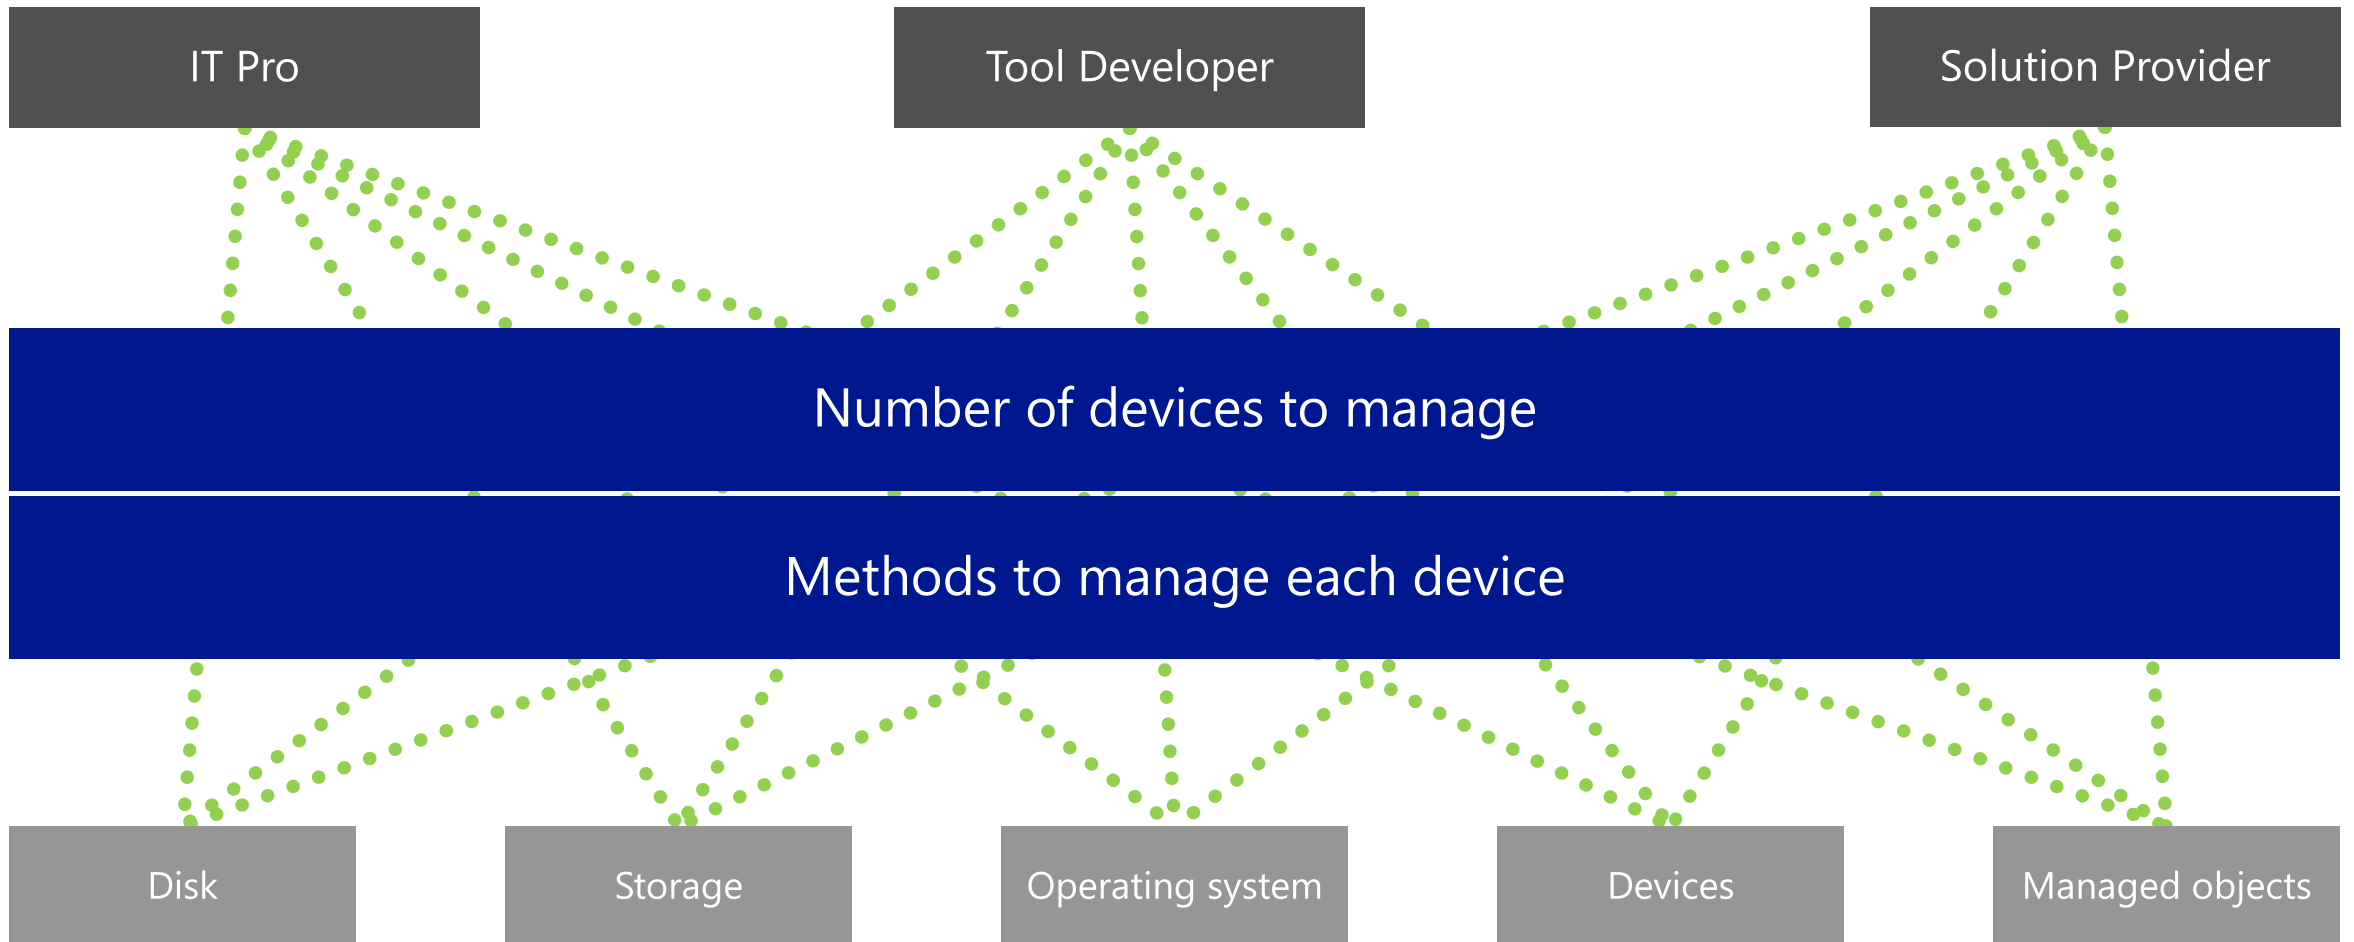 IT Pro
Tool Developer
Solution Provider
Number of devices to manage
Methods to manage each device
Disk
Storage
Operating system
Devices
Managed objects